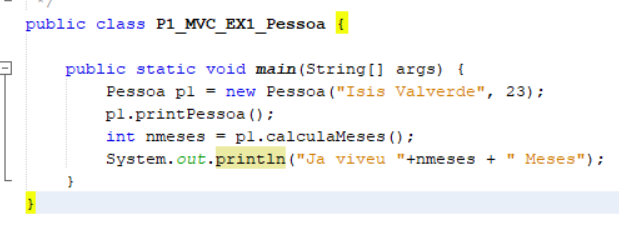 */
public class P1_MVC_EX1_Pessoa {
public static void main(String[] args) {
Pessoa p1 = new Pessoa("Isis Valverde", 23);
p1.printPessoa();
int nmeses = p1.calculaMeses();
System.out.println("Ja viveu "+nmeses + " Meses");
}
}